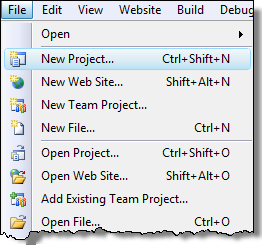 File Edit View Website Build Debu
Open
New Project... Ctrl+Shift+N
New Web Site... Shift+Alt+N
New Team Project...
New File... Ctrl+N
Open Project... Ctrl+Shift+O
Open Web Site... Shift+Alt+O
Add Existing Team Project...
Open File... Ctrl+O